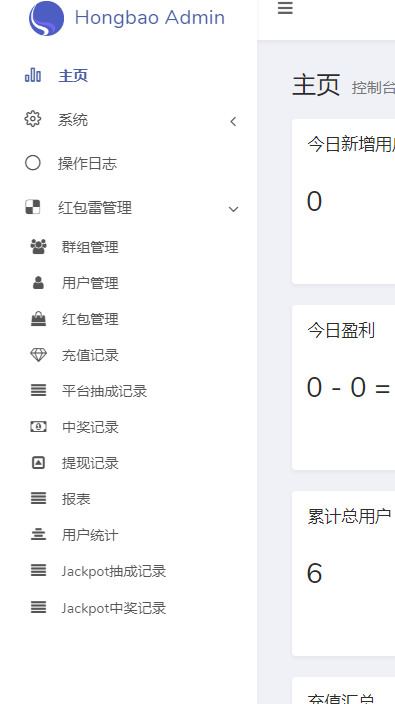 Hongbao Admin
主页
系统
操作日志
红包雷管理
群组管理
用户管理
红包管理
充值记录
平台抽成记录
中奖记录
提现记录
报表
用户统计
Jackpot抽成记录
Jackpot中奖记录
主页 控制台
今日新增用
0
今日盈利
0 - 0 =
累计总用户
6
充值汇总